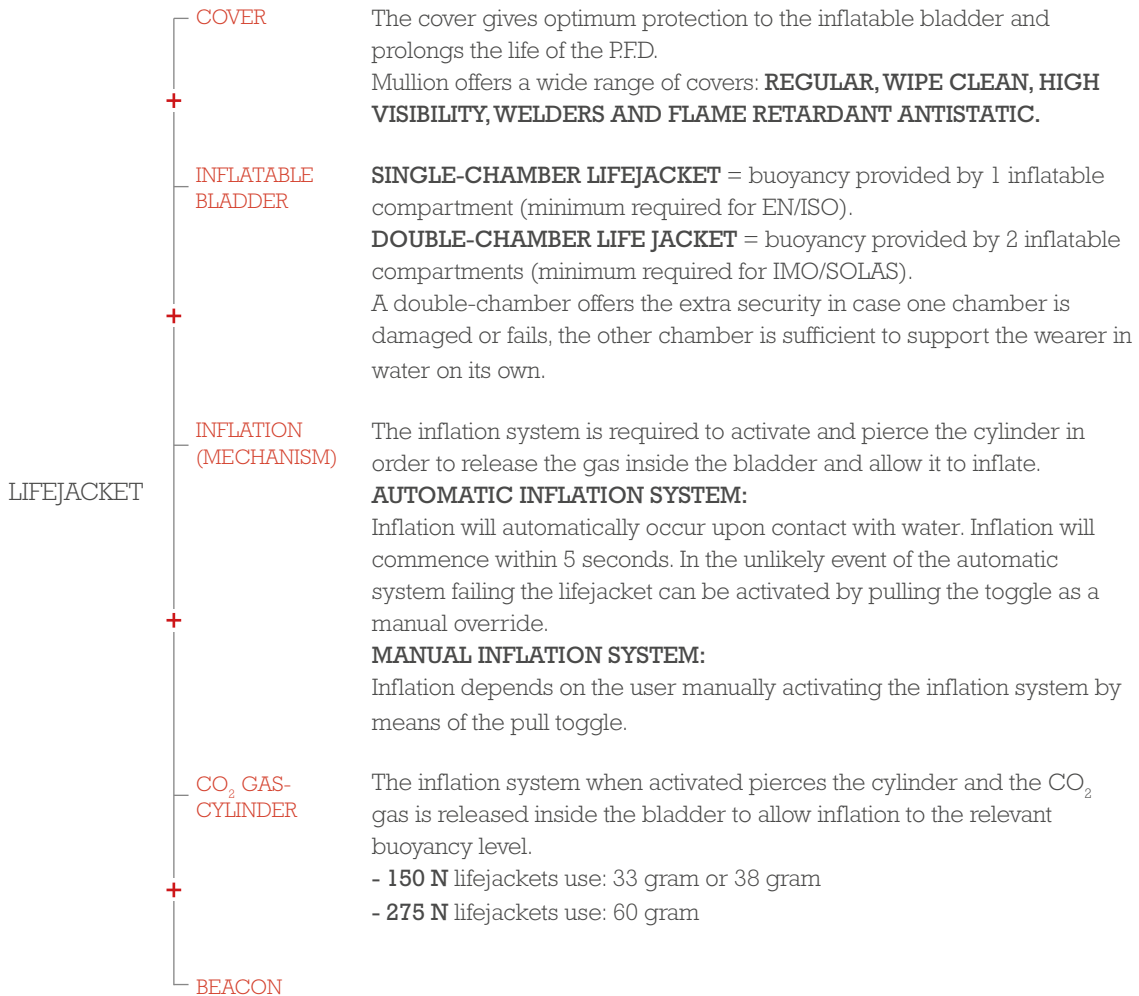 COVER
The cover gives optimum protection to the inflatable bladder and
prolongs the life of the P.F.D.
Mullion offers a wide range of covers: REGULAR, WIPE CLEAN, HIGH
VISIBILITY, WELDERS AND FLAME RETARDANT ANTISTATIC.
+
INFLATABLE
BLADDER
SINGLE-CHAMBER LIFEJACKET = buoyancy provided by 1 inflatable
compartment (minimum required for EN/ISO).
DOUBLE-CHAMBER LIFE JACKET = buoyancy provided by 2 inflatable
compartments (minimum required for IMO/SOLAS).
A double-chamber offers the extra security in case one chamber is
damaged or fails, the other chamber is sufficient to support the wearer in
water on its own.
+
INFLATION
(MECHANISM)
The inflation system is required to activate and pierce the cylinder in
order to release the gas inside the bladder and allow it to inflate.
LIFEJACKET
AUTOMATIC INFLATION SYSTEM:
Inflation will automatically occur upon contact with water. Inflation will
commence within 5 seconds. In the unlikely event of the automatic
system failing the lifejacket can be activated by pulling the toggle as a
manual override.
+
MANUAL INFLATION SYSTEM:
Inflation depends on the user manually activating the inflation system by
means of the pull toggle.
CO₂ GAS-
CYLINDER
The inflation system when activated pierces the cylinder and the CO₂
gas is released inside the bladder to allow inflation to the relevant
buoyancy level.
- 150 N lifejackets use: 33 gram or 38 gram
- 275 N lifejackets use: 60 gram
+
BEACON